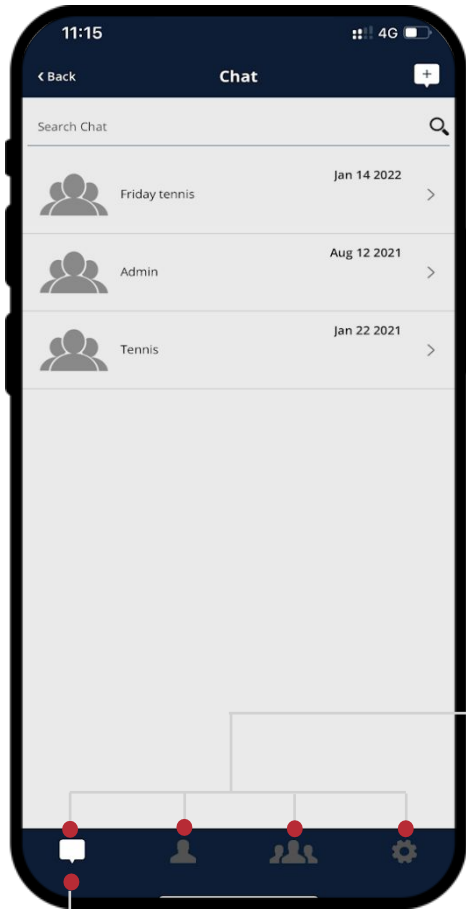 11:15 4G
Back Chat
Search Chat
Jan 14 2022
Friday tennis
Aug 12 2021
Admin
Jan 22 2021
Tennis